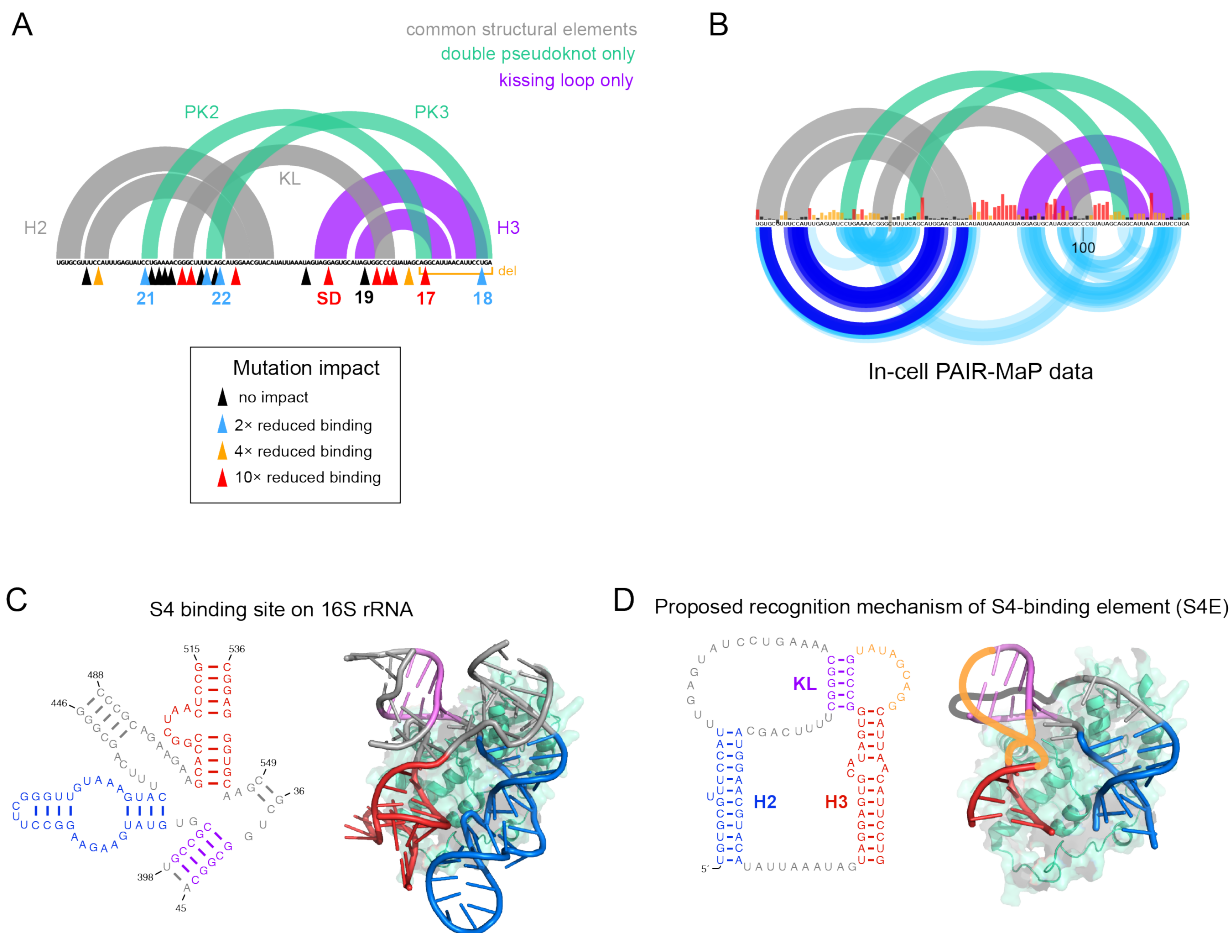 A
common structural elements
double pseudoknot only
kissing loop only
PK2
PK3
KL
H2
H3
UGUGCGUUUCCAUUUGAGUAUCCUGAAAACGGGCUUUUCAGCAUGGAACGUACAUAUUAAAUAGUAGGAGUGCAUAGUGGCCCGUAUAGCAGGCAUUAACAUUCCUGA
del
21
22
SD
19
17
18
Mutation impact
no impact
2× reduced binding
4× reduced binding
10× reduced binding
B
UGUGCGUUUCCAUUUGAGUAUCCUGAAAACGGGCUUUUCAGCAUGGAACGUACAUAUUAAAUAGUAGGAGUGCAUAGUGGCCCGUAUAGCAGGCAUUAACAUUCCUGA
100
In-cell PAIR-MaP data
C
S4 binding site on 16S rRNA
515
536
488
446
549
36
398
45
D
Proposed recognition mechanism of S4-binding element (S4E)
KL
H2
H3
5´
UAUUAAAUAG